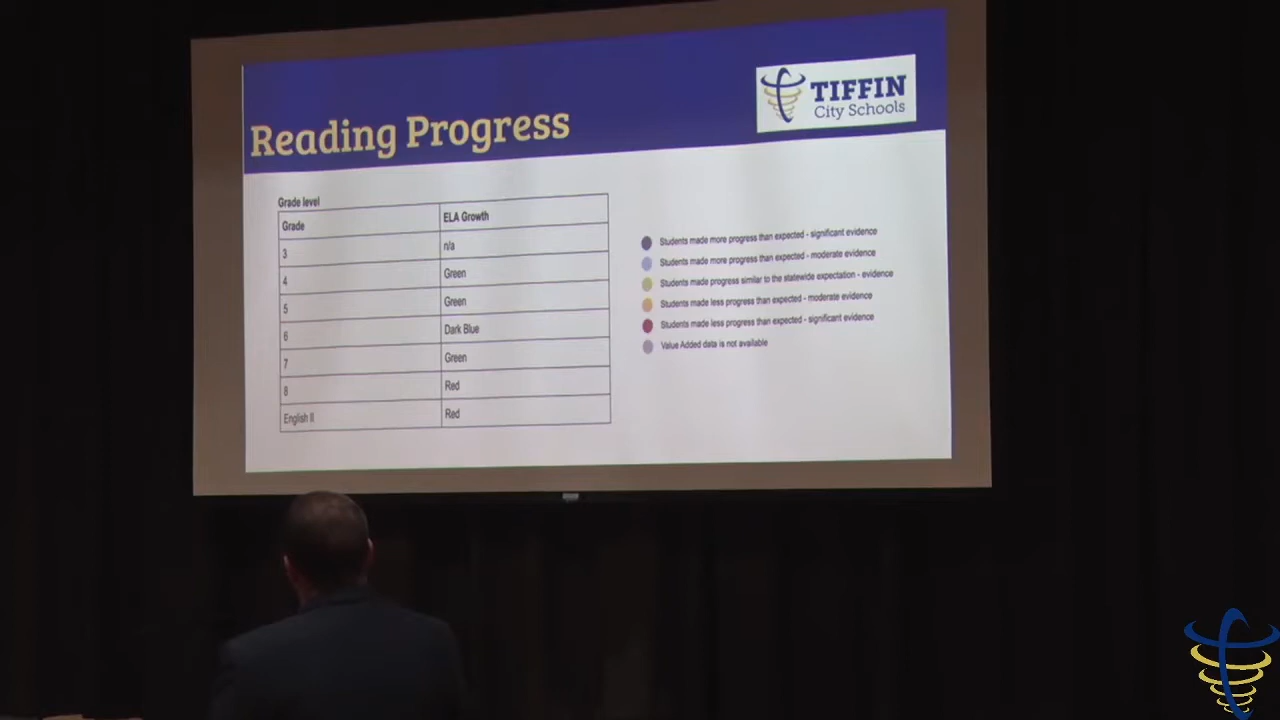 TIFFIN
City Schools
Reading Progress
Grade level
Grade ELA Growth
3 n/a
4 Green
5 Green
6 Dark Blue
7 Green
8 Red
English II Red
Students made more progress than expected - significant evidence
Students made more progress than expected - moderate evidence
Students made progress similar to the statewide expectation - evidence
Students made less progress than expected - moderate evidence
Students made less progress than expected - significant evidence
Value Added data is not available